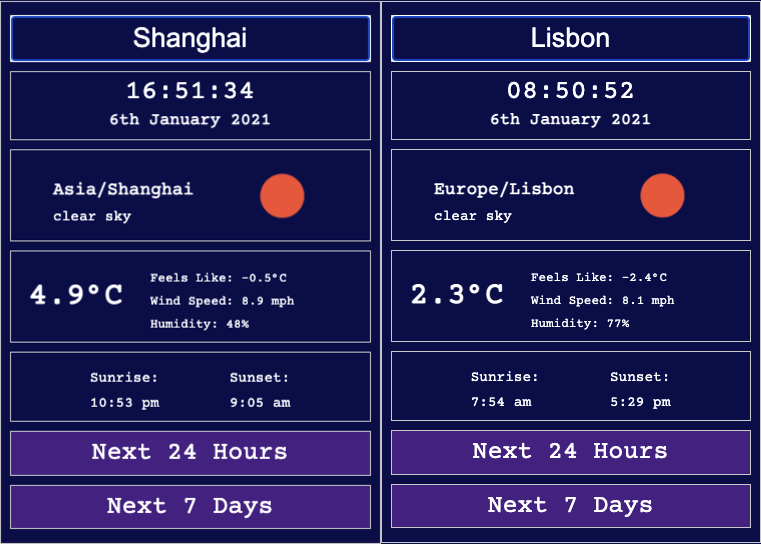 Shanghai
16:51:34
6th January 2021
Asia/Shanghai
clear sky
4.9°C
Feels Like: -0.5°C
Wind Speed: 8.9 mph
Humidity: 48%
Sunrise: Sunset:
10:53 pm 9:05 am
Next 24 Hours
Next 7 Days
Lisbon
08:50:52
6th January 2021
Europe/Lisbon
clear sky
2.3°C
Feels Like: -2.4°C
Wind Speed: 8.1 mph
Humidity: 77%
Sunrise: Sunset:
7:54 am 5:29 pm
Next 24 Hours
Next 7 Days